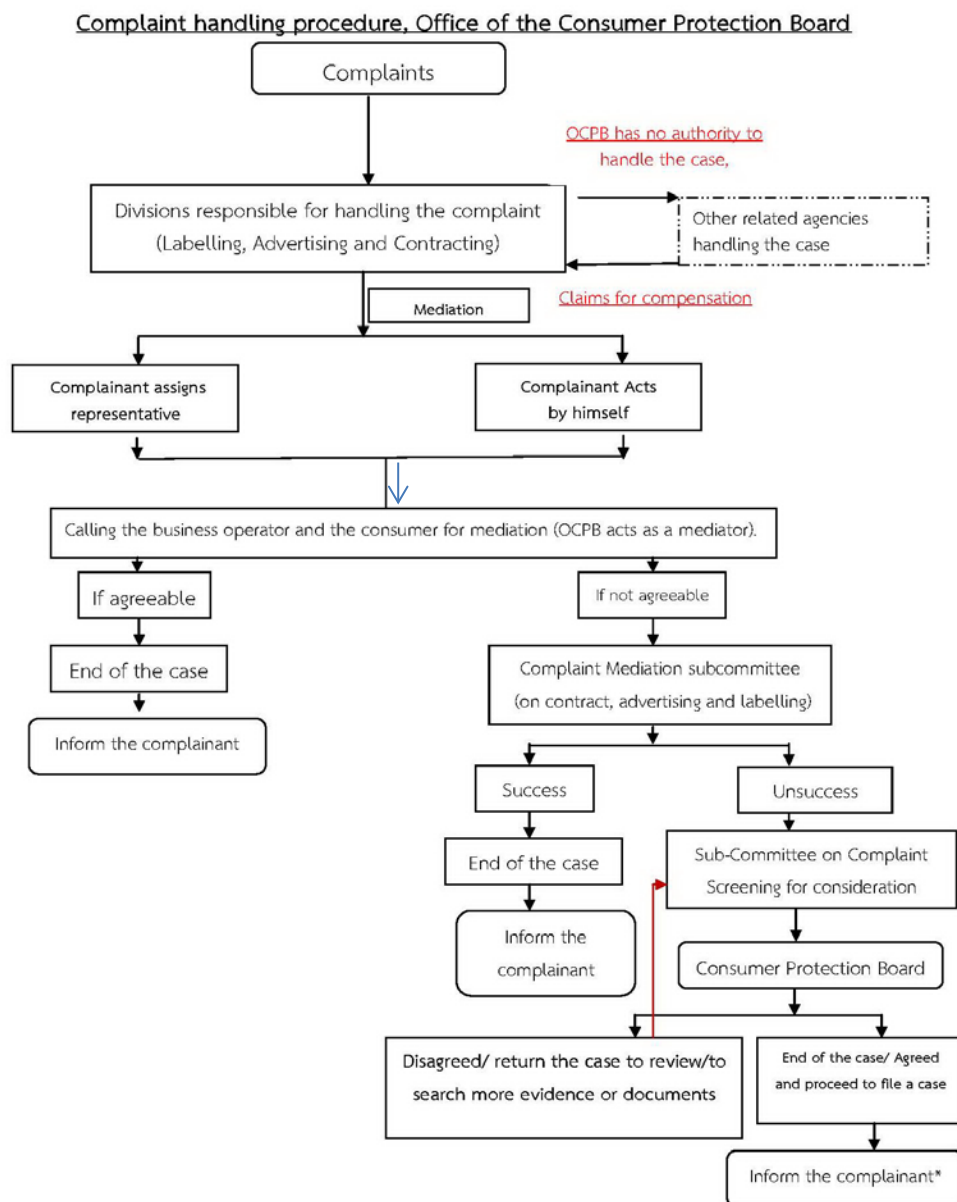 Complaint handling procedure, Office of the Consumer Protection Board
Complaints
OCPB has no authority to
handle the case,
Divisions responsible for handling the complaint
(Labelling, Advertising and Contracting)
Other related agencies
handling the case
Claims for compensation
Mediation
Complainant assigns
representative
Complainant Acts
by himself
Calling the business operator and the consumer for mediation (OCPB acts as a mediator).
If agreeable
If not agreeable
End of the case
Complaint Mediation subcommittee
(on contract, advertising and labelling)
Inform the complainant
Success
Unsuccess
End of the case
Sub-Committee on Complaint
Screening for consideration
Inform the
complainant
Consumer Protection Board
Disagreed/ return the case to review/to
search more evidence or documents
End of the case/ Agreed
and proceed to file a case
Inform the complainant*